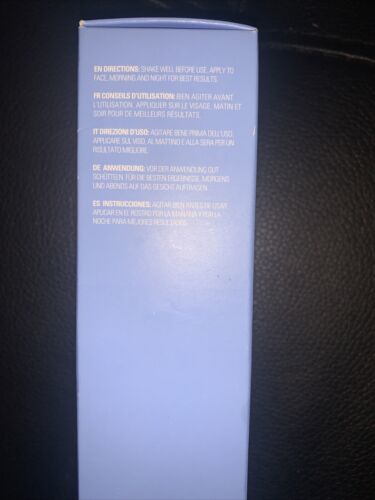 EN DIRECTIONS: SHAKE WELL BEFORE USE. APPLY TO
FACE, MORNING AND NIGHT FOR BEST RESULTS.
FR CONSEILS D'UTILISATION: BIEN AGITER AVANT
L'UTILISATION. APPLIQUER SUR LE VISAGE, MATIN ET
SOIR POUR DE MEILLEURS RÉSULTATS.
IT DIREZIONI D'USO: AGITARE BENE PRIMA DELL'USO.
APPLICARE SUL VISO, AL MATTINO E ALLA SERA PER UN
RISULTATO MIGLIORE.
DE ANWENDUNG: VOR DER ANWENDUNG GUT
SCHÜTTELN. FÜR DIE BESTEN ERGEBNISSE, MORGENS
UND ABENDS AUF DAS GESICHT AUFTRAGEN.
ES INSTRUCCIONES: AGITAR BIEN ANTES DE USAR.
APLICAR EN EL ROSTRO POR LA MAÑANA Y POR LA
NOCHE PARA MEJORES RESULTADOS.